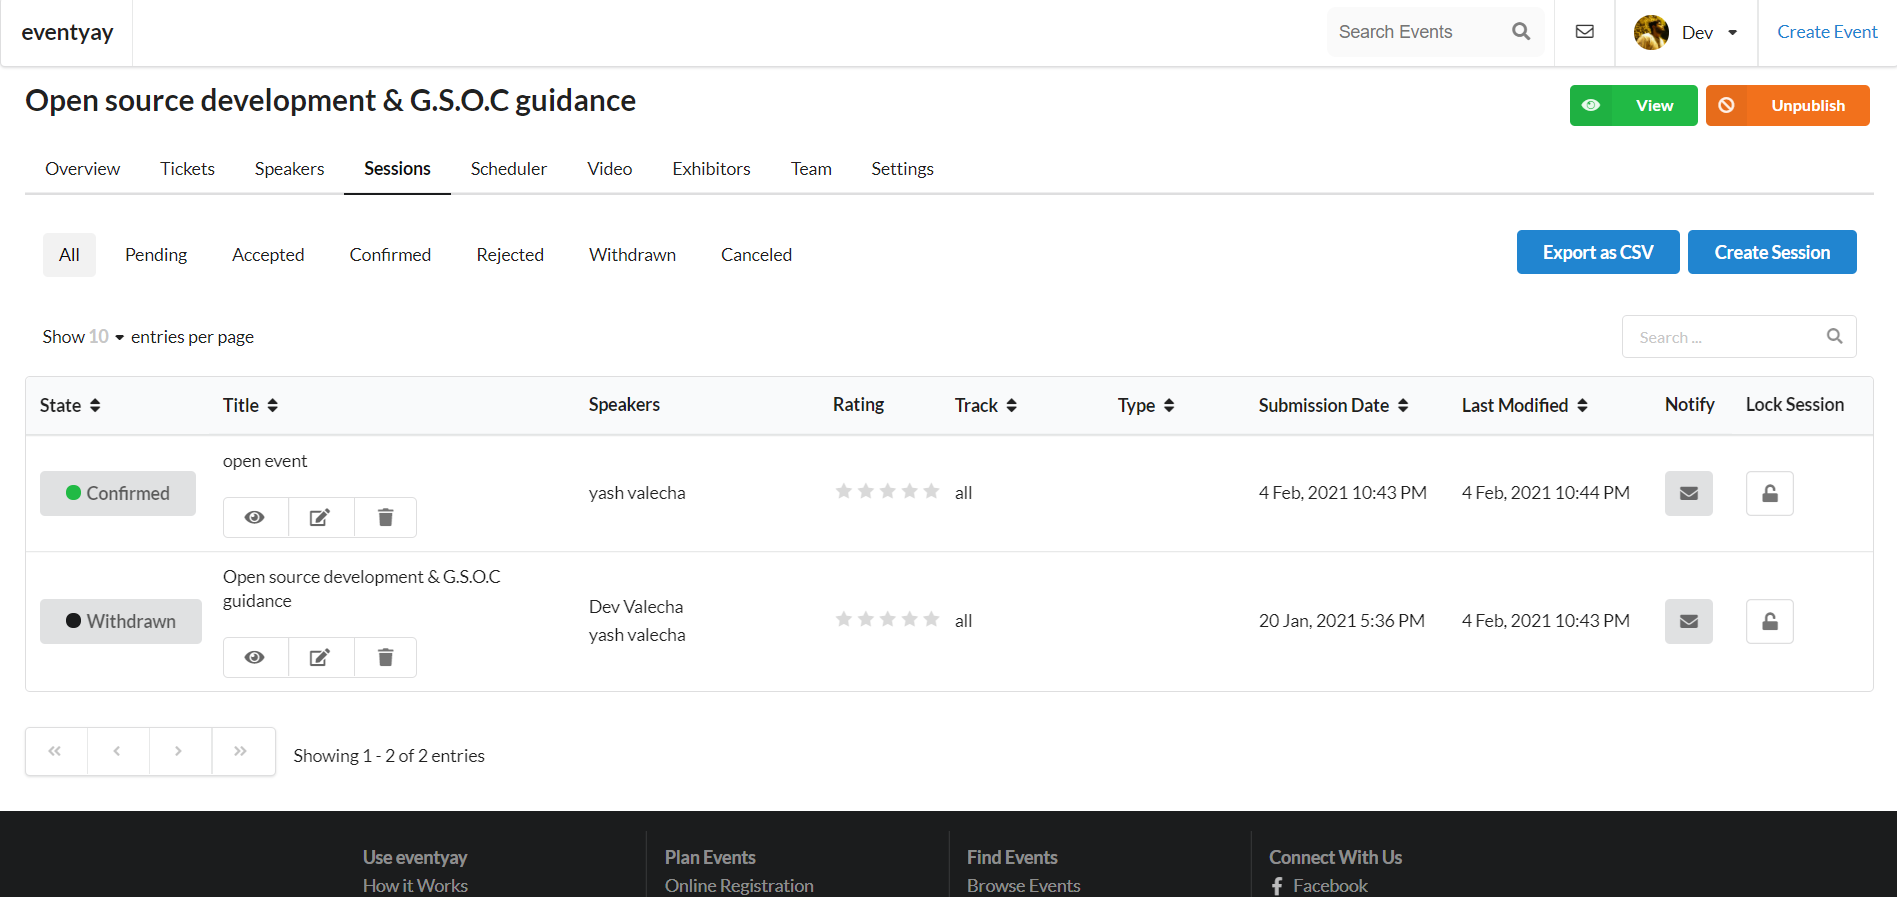 eventyay
Search Events
Dev
Create Event
Open source development & G.S.O.C guidance
View
Unpublish
Overview Tickets Speakers Sessions Scheduler Video Exhibitors Team Settings
All Pending Accepted Confirmed Rejected Withdrawn Canceled
Export as CSV
Create Session
Show 10 entries per page
Search ...
State Title Speakers Rating Track Type Submission Date Last Modified Notify Lock Session
open event
Confirmed yash valecha all 4 Feb, 2021 10:43 PM 4 Feb, 2021 10:44 PM
Open source development & G.S.O.C
guidance
Dev Valecha
Withdrawn all 20 Jan, 2021 5:36 PM 4 Feb, 2021 10:43 PM
yash valecha
« ‹ › »
Showing 1 - 2 of 2 entries
Use eventyay Plan Events Find Events Connect With Us
How it Works Online Registration Browse Events Facebook